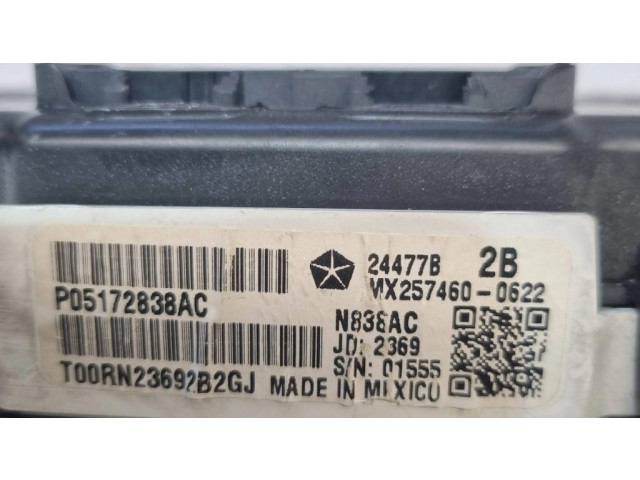 24477B 2B
P05172838AC
MX257460-0622
N838AC
JD: 2369
S/N: 01555
T00RN23692B2GJ MADE IN MEXICO